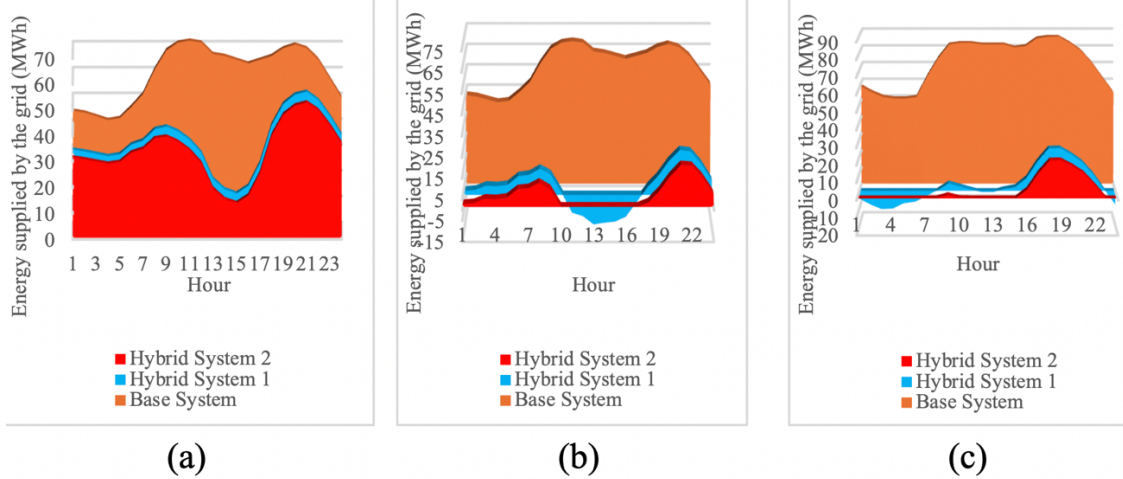 Energy supplied by the grid (MWh)
70
60
50
40
30
20
10
0
1 3 5 7 9 11 13 15 17 19 21 23
Hour
Hybrid System 2
Hybrid System 1
Base System
(a)
Energy supplied by the grid (MWh)
75
65
55
45
35
25
15
5
-5
-15
1 4 7 10 13 16 19 22
Hour
Hybrid System 2
Hybrid System 1
Base System
(b)
Energy supplied by the grid (MWh)
90
80
70
60
50
40
30
20
10
0
-10
-20
1 4 7 10 13 16 19 22
Hour
Hybrid System 2
Hybrid System 1
Base System
(c)